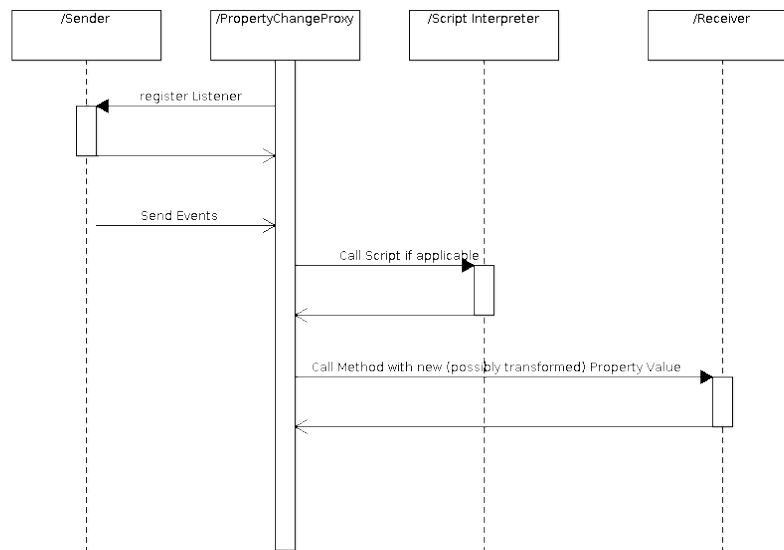 /Sender
/PropertyChangeProxy
/Script Interpreter
/Receiver
register Listener
Send Events
Call Script if applicable
Call Method with new (possibly transformed) Property Value